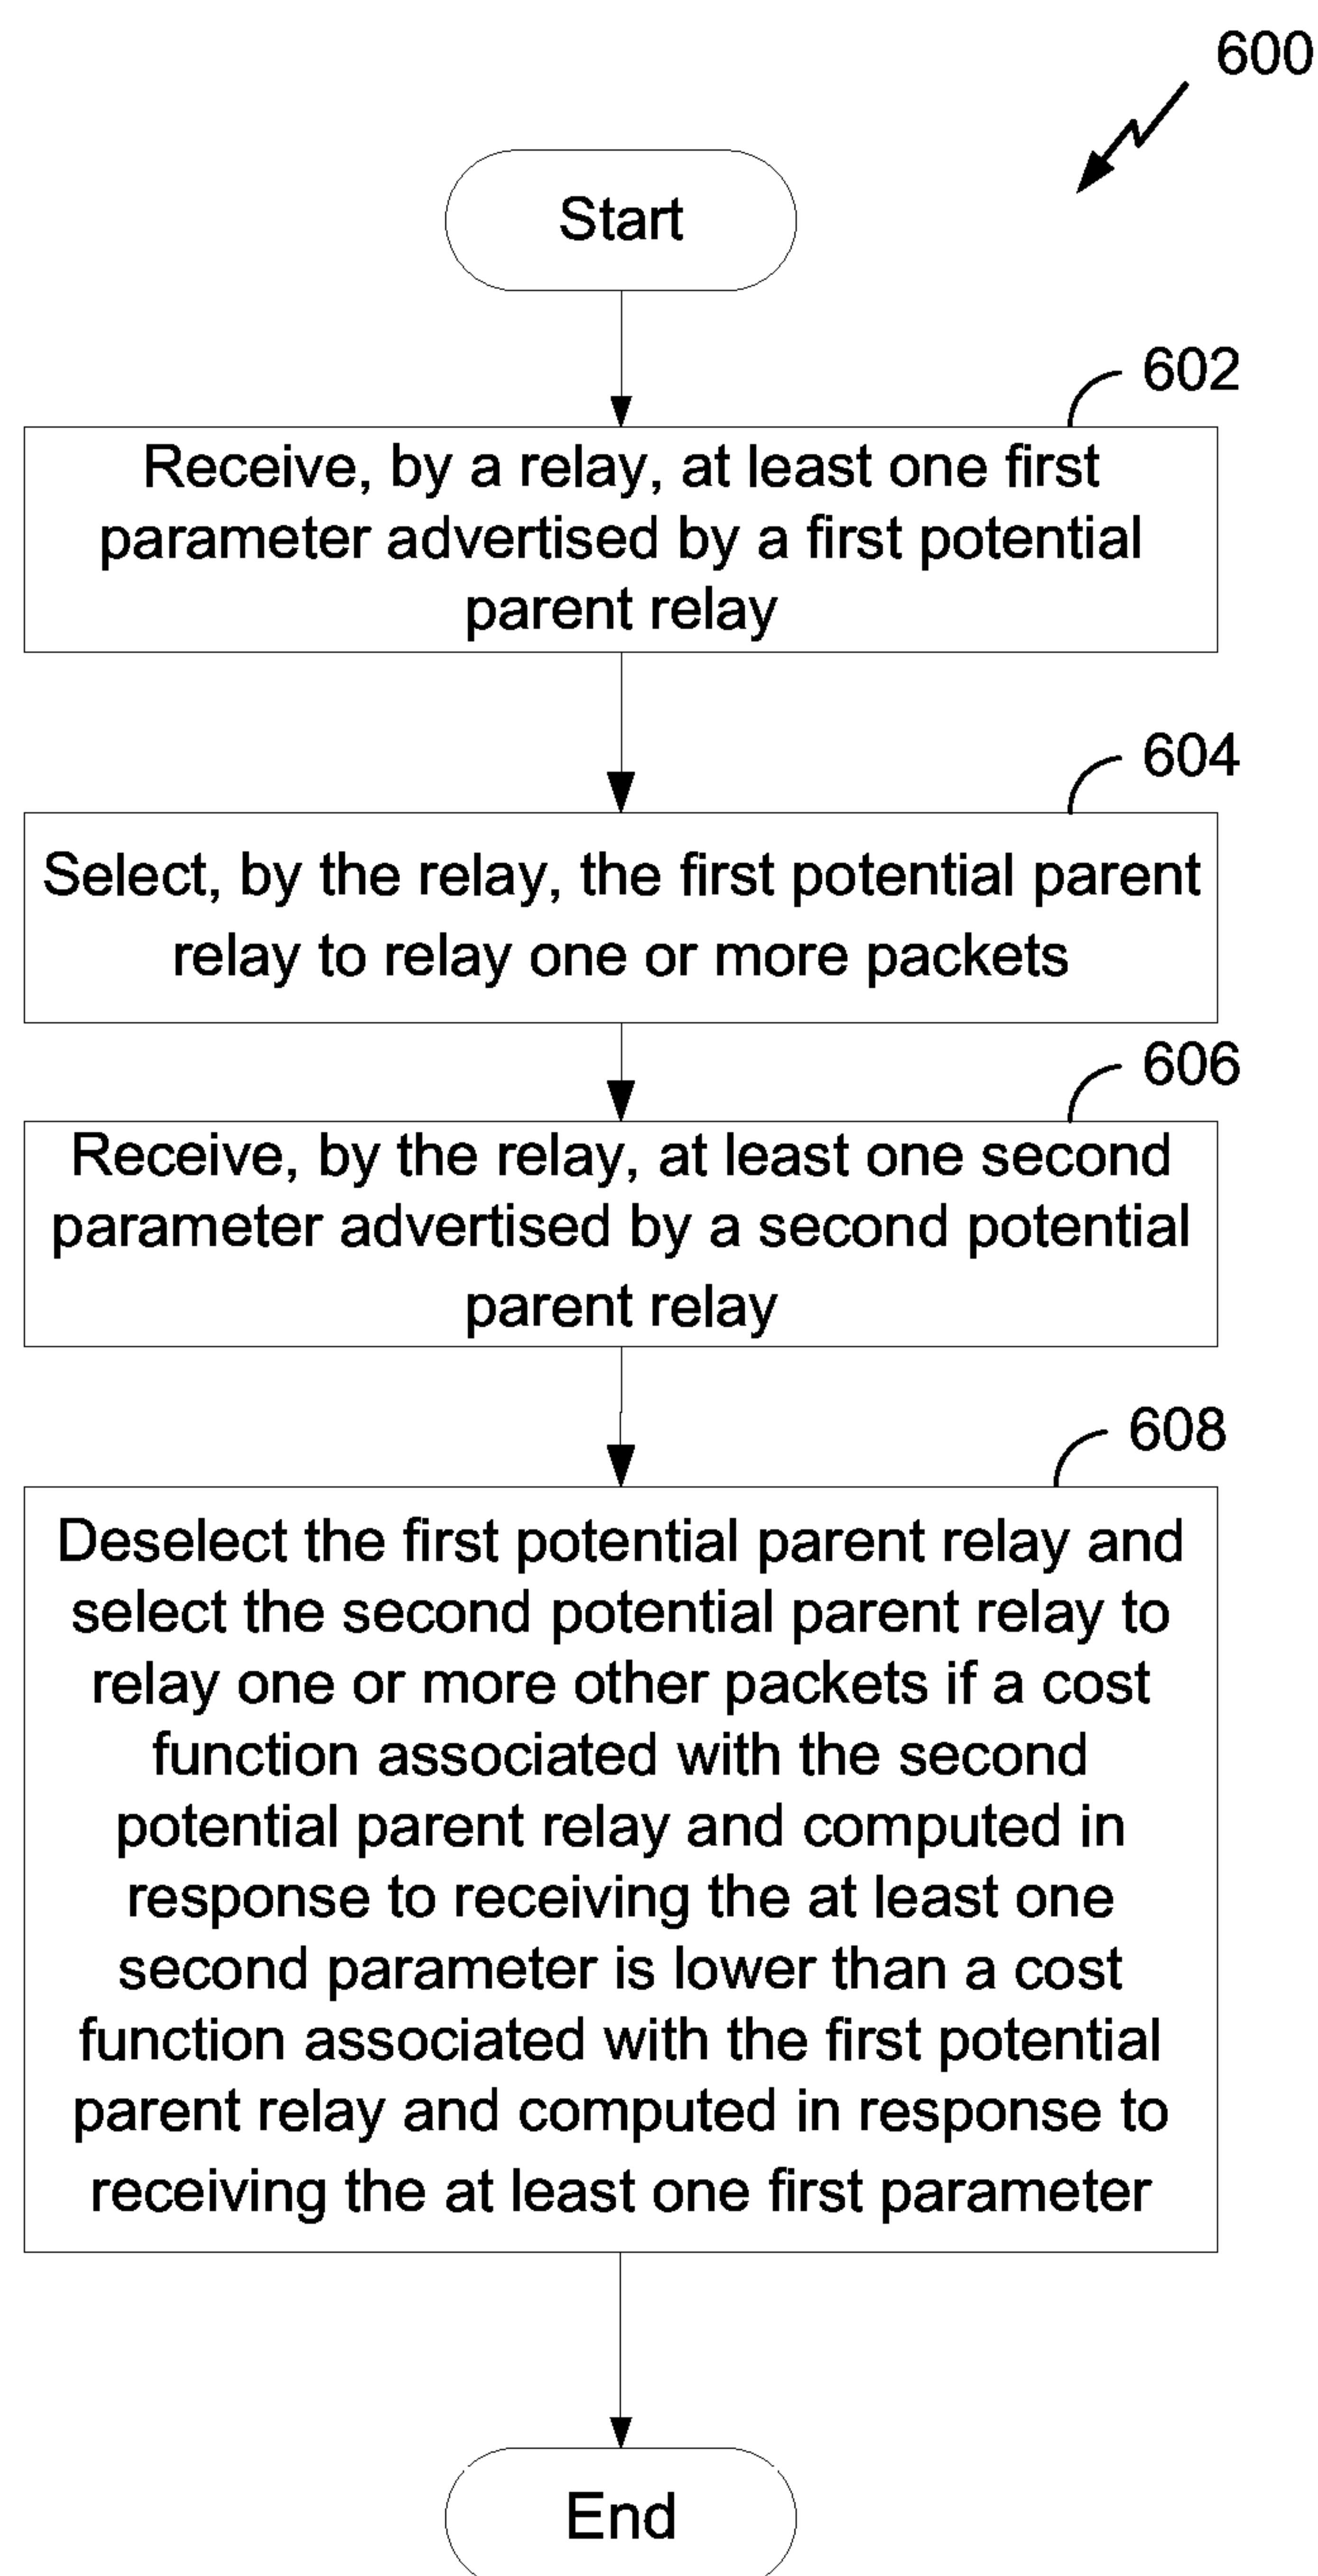 600
Start
602
Receive, by a relay, at least one first
parameter advertised by a first potential
parent relay
604
Select, by the relay, the first potential parent
relay to relay one or more packets
606
Receive, by the relay, at least one second
parameter advertised by a second potential
parent relay
608
Deselect the first potential parent relay and
select the second potential parent relay to
relay one or more other packets if a cost
function associated with the second
potential parent relay and computed in
response to receiving the at least one
second parameter is lower than a cost
function associated with the first potential
parent relay and computed in response to
receiving the at least one first parameter
End